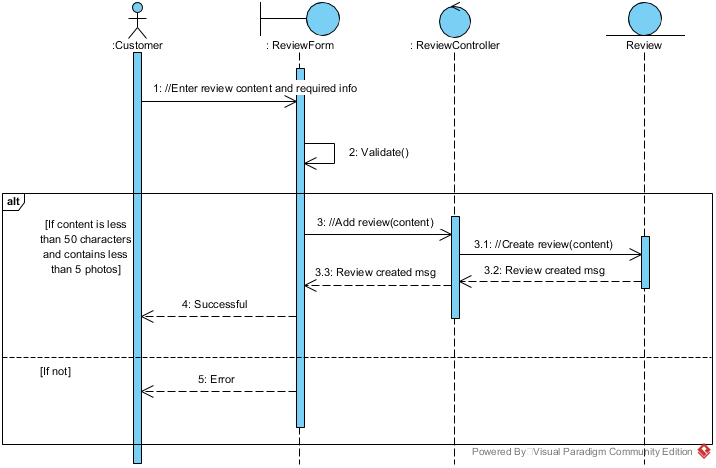 :Customer
: ReviewForm
: ReviewController
Review
1: //Enter review content and required info
2: Validate()
alt
[If content is less
than 50 characters
and contains less
than 5 photos]
3: //Add review(content)
3.1: //Create review(content)
3.2: Review created msg
3.3: Review created msg
4: Successful
[If not]
5: Error
Powered By Visual Paradigm Community Edition